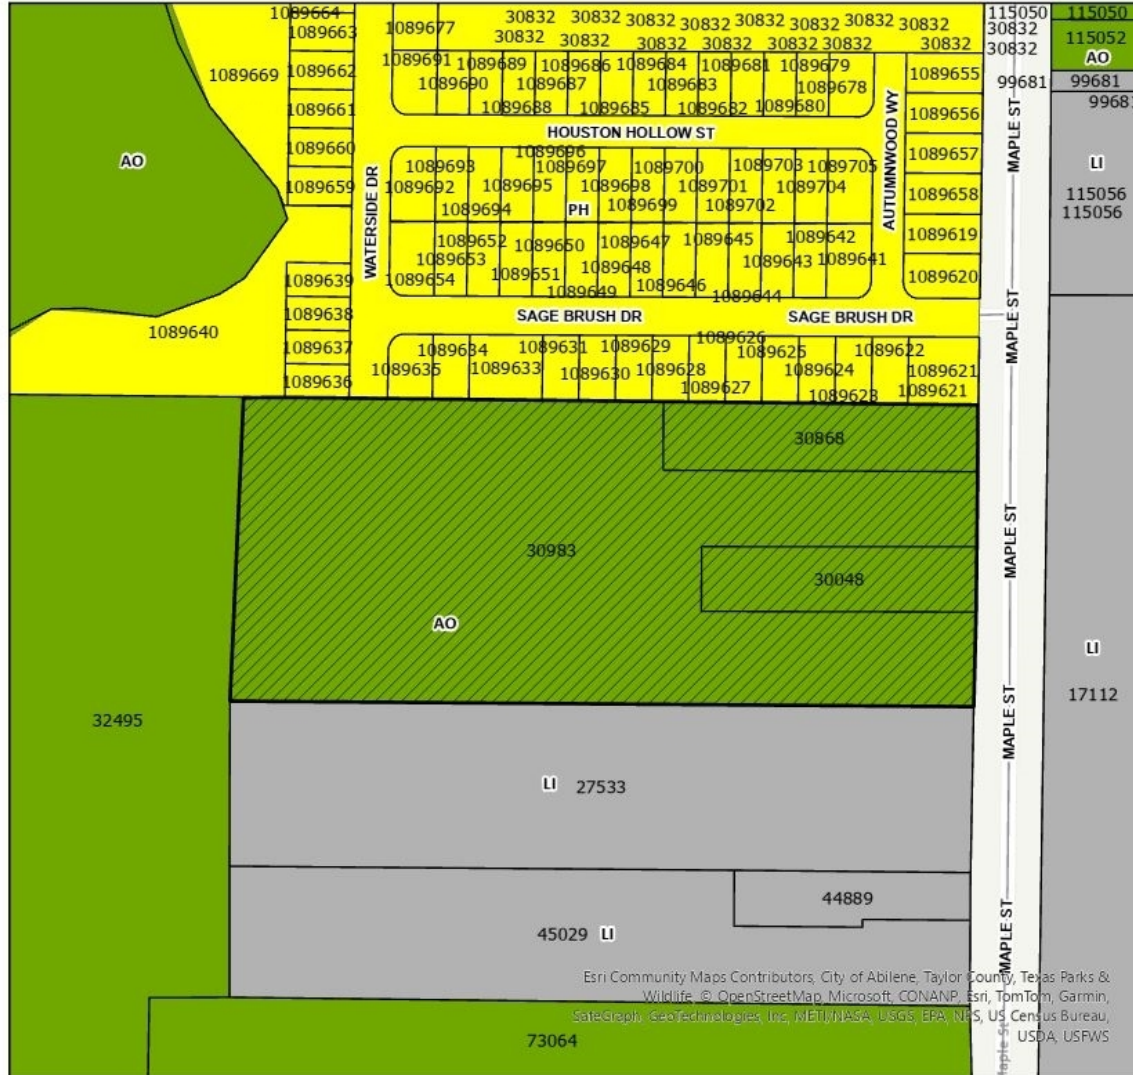 1089664
30832 30832 30832 30832 30832 30832 30832 30832
115050 115050
1089663
1089677
30832 30832 30832 30832 30832 30832 30832
30832
115052
1089669
1089662
1089691 1089689 1089686 1089684 1089681 1089679
1089655
AO
99681 99681
1089690 1089687 1089683 1089678
1089688 1089685 1089682 1089680
1089661
1089656
HOUSTON HOLLOW ST
AUTUMNWOOD WY
MAPLE ST
LI
AO
1089660
1089696
1089693 1089697 1089700 1089703 1089705
1089657
1089659
1089692 1089695 1089698 1089701 1089704
1089658
115056
115056
1089694
PH
1089699 1089702
WATERSIDE DR
1089652 1089650 1089647 1089645 1089642
1089619
1089653 1089643 1089641
1089639
1089654 1089651 1089648
1089649 1089646 1089644
1089620
1089638
SAGE BRUSH DR
SAGE BRUSH DR
MAPLE ST
1089640
1089637
1089634 1089631 1089629 1089626 1089625 1089622
1089636
1089635 1089633 1089630 1089628 1089624 1089621
1089627 1089623 1089621
30868
30983
30048
MAPLE ST
AO
LI
32495
MAPLE ST
17112
LI 27533
44889
MAPLE ST
45029 LI
Esri Community Maps Contributors, City of Abilene, Taylor County, Texas Parks &
Wildlife, © OpenStreetMap, Microsoft, CONANP, Esri, TomTom, Garmin,
SafeGraph, GeoTechnologies, Inc, METI/NASA, USGS, EPA, NPS, US Census Bureau,
USDA, USFWS
73064
Maple St